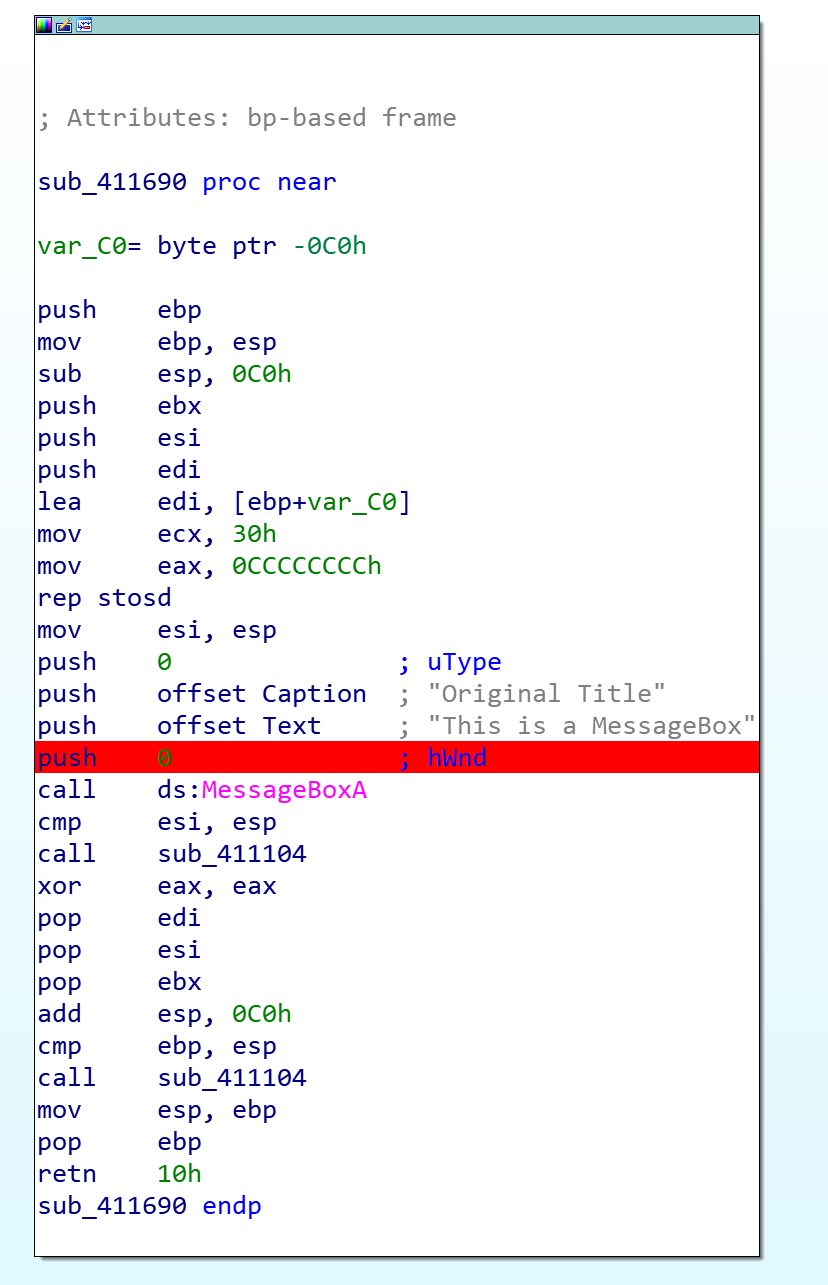 ; Attributes: bp-based frame
sub_411690 proc near
var_C0= byte ptr -0C0h
push    ebp
mov     ebp, esp
sub     esp, 0C0h
push    ebx
push    esi
push    edi
lea     edi, [ebp+var_C0]
mov     ecx, 30h
mov     eax, 0CCCCCCCCh
rep stosd
mov     esi, esp
push    0               ; uType
push    offset Caption  ; "Original Title"
push    offset Text     ; "This is a MessageBox"
push    0               ; hWnd
call    ds:MessageBoxA
cmp     esi, esp
call    sub_411104
xor     eax, eax
pop     edi
pop     esi
pop     ebx
add     esp, 0C0h
cmp     ebp, esp
call    sub_411104
mov     esp, ebp
pop     ebp
retn    10h
sub_411690 endp